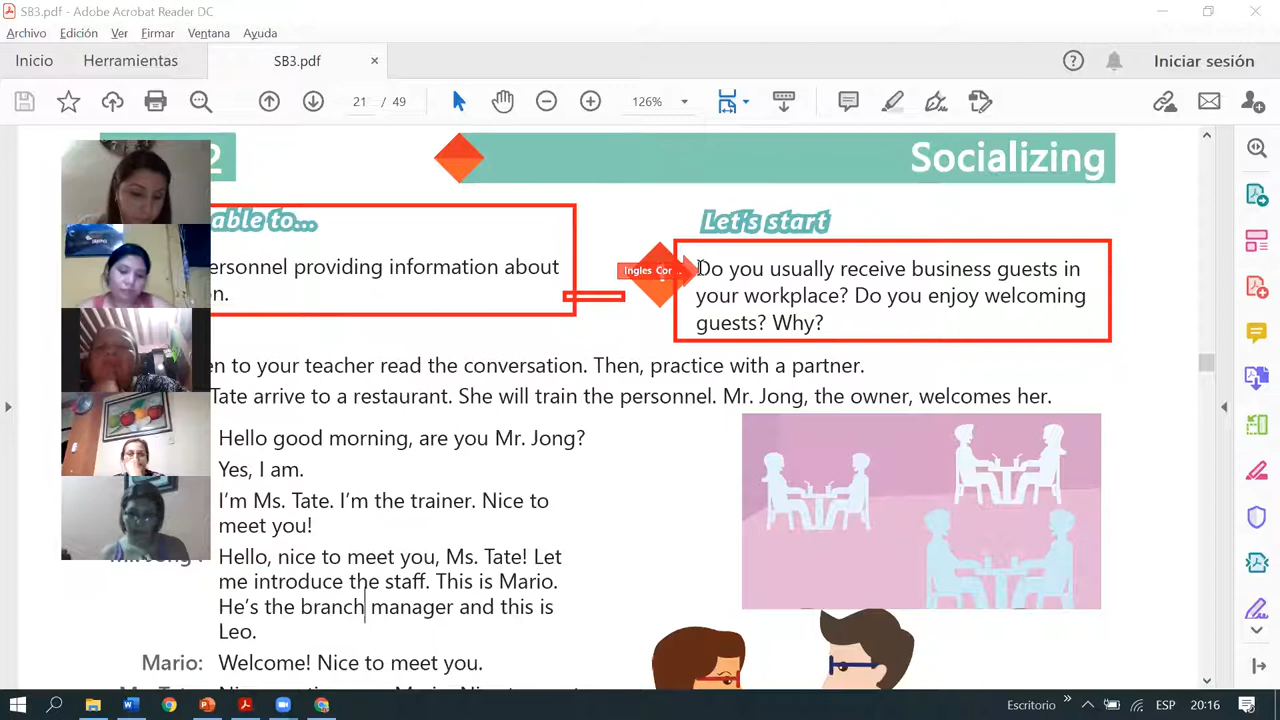 SB3.pdf - Adobe Acrobat Reader DC
Archivo Edición Ver Firmar Ventana Ayuda
Inicio Herramientas SB3.pdf × Iniciar sesión
21 / 49 126%
2 Socializing
able to...
ersonnel providing information about
n.
Let's start
Ingles Cor...
Do you usually receive business guests in
your workplace? Do you enjoy welcoming
guests? Why?
en to your teacher read the conversation. Then, practice with a partner.
Tate arrive to a restaurant. She will train the personnel. Mr. Jong, the owner, welcomes her.
Hello good morning, are you Mr. Jong?
Yes, I am.
I'm Ms. Tate. I'm the trainer. Nice to
meet you!
Hello, nice to meet you, Ms. Tate! Let
me introduce the staff. This is Mario.
He's the branch manager and this is
Leo.
Mario: Welcome! Nice to meet you.
Escritorio » ESP 20:16